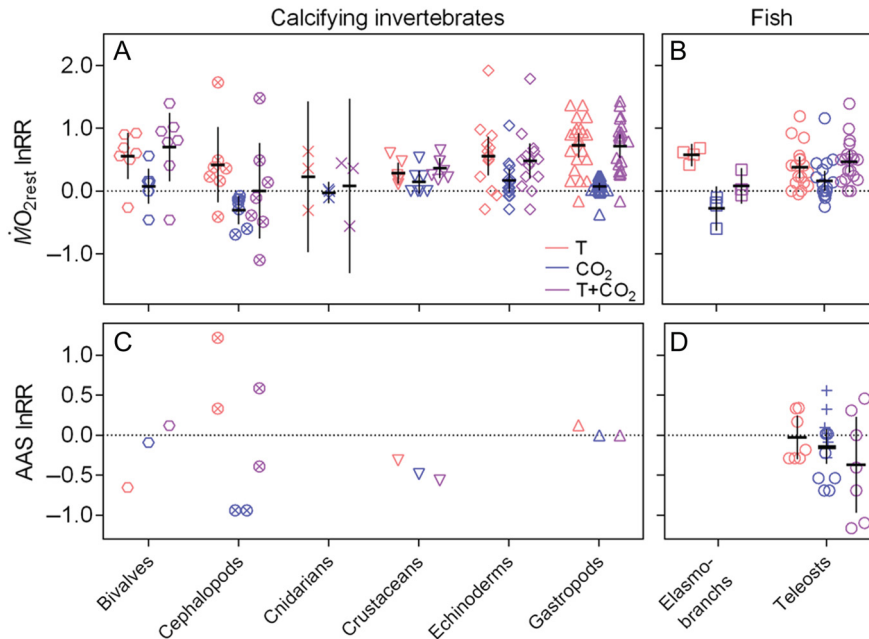 Calcifying invertebrates
Fish
A
B
2.0
1.0
0.0
–1.0
ṀO2rest lnRR
T
CO2
T+CO2
C
D
1.0
0.5
0.0
–0.5
–1.0
AAS lnRR
Bivalves
Cephalopods
Cnidarians
Crustaceans
Echinoderms
Gastropods
Elasmo-
branchs
Teleosts